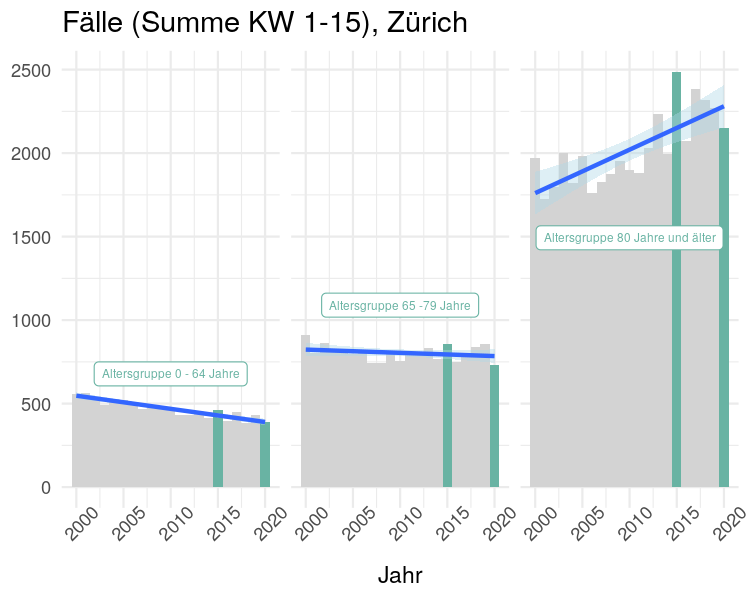 Fälle (Summe KW 1-15), Zürich
2500
2000
1500
1000
500
0
Altersgruppe 0 - 64 Jahre
Altersgruppe 65 -79 Jahre
Altersgruppe 80 Jahre und älter
2000 2005 2010 2015 2020
2000 2005 2010 2015 2020
2000 2005 2010 2015 2020
Jahr